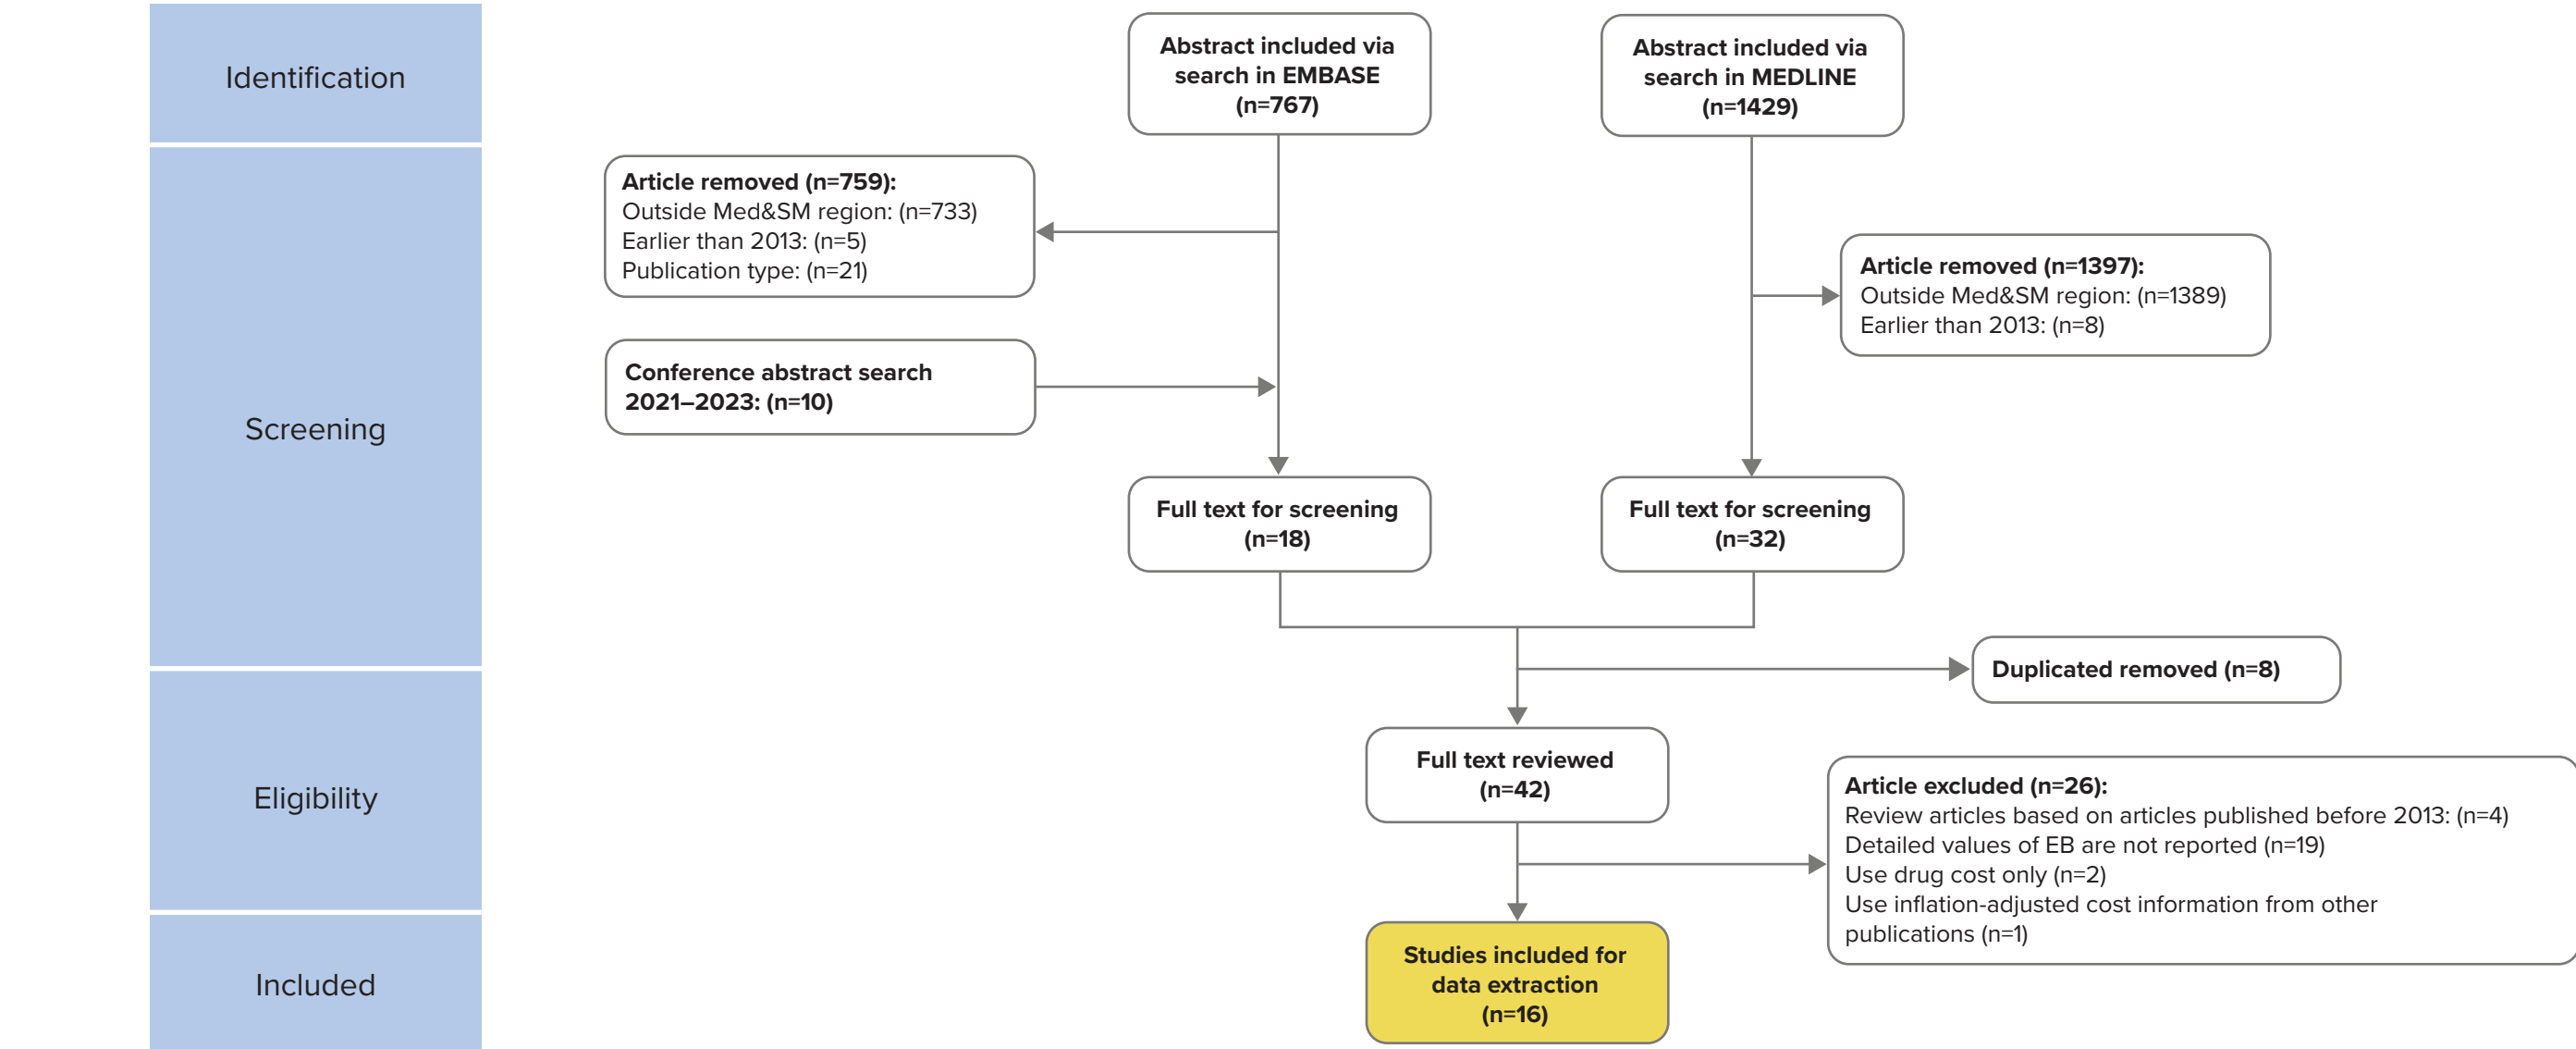 Identification
Abstract included via
search in EMBASE
(n=767)
Abstract included via
search in MEDLINE
(n=1429)
Screening
Article removed (n=759):
Outside Med&SM region: (n=733)
Earlier than 2013: (n=5)
Publication type: (n=21)
Article removed (n=1397):
Outside Med&SM region: (n=1389)
Earlier than 2013: (n=8)
Conference abstract search
2021–2023: (n=10)
Full text for screening
(n=18)
Full text for screening
(n=32)
Duplicated removed (n=8)
Eligibility
Full text reviewed
(n=42)
Article excluded (n=26):
Review articles based on articles published before 2013: (n=4)
Detailed values of EB are not reported (n=19)
Use drug cost only (n=2)
Use inflation-adjusted cost information from other
publications (n=1)
Included
Studies included for
data extraction
(n=16)